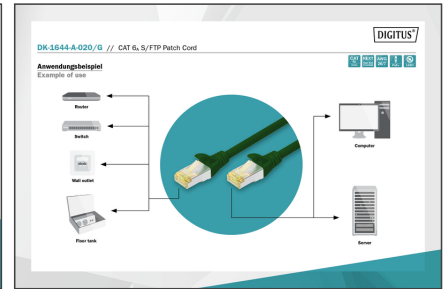 DIGITUS®
DK-1644-A-020/G // CAT 6A S/FTP Patch Cord
Anwendungsbeispiel
Example of use
Router
Switch
Wall outlet
Floor tank
Computer
Server